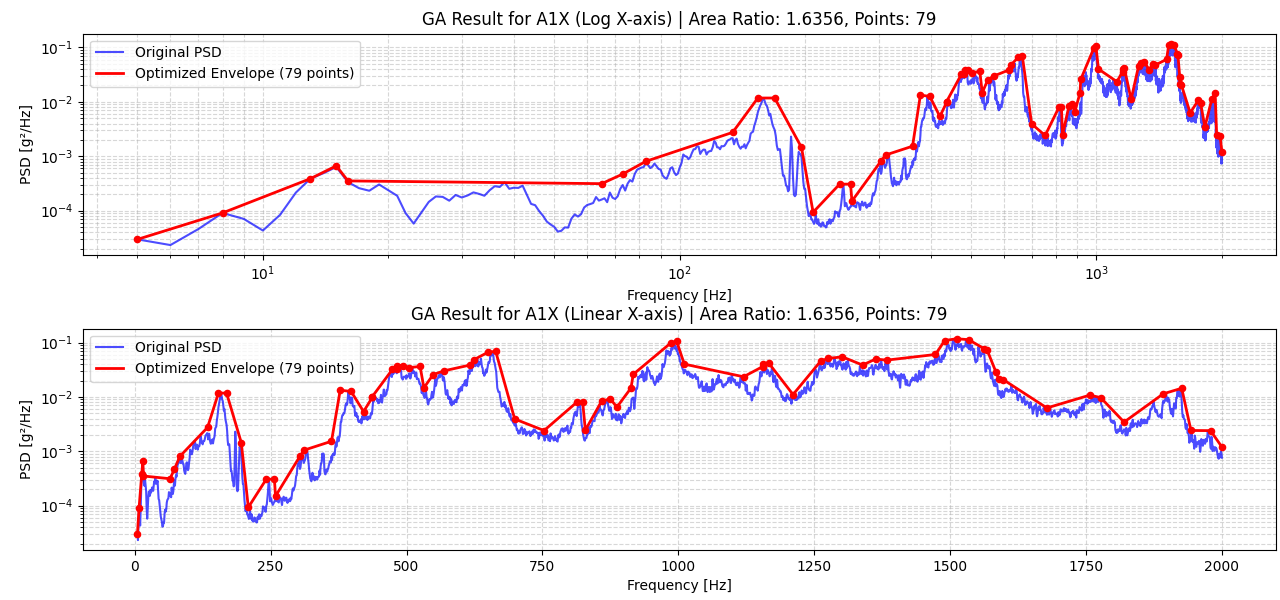 GA Result for A1X (Log X-axis) | Area Ratio: 1.6356, Points: 79
PSD [g²/Hz]
10⁻¹
10⁻²
10⁻³
10⁻⁴
Original PSD
Optimized Envelope (79 points)
10¹
10²
10³
Frequency [Hz]
GA Result for A1X (Linear X-axis) | Area Ratio: 1.6356, Points: 79
PSD [g²/Hz]
10⁻¹
10⁻²
10⁻³
10⁻⁴
Original PSD
Optimized Envelope (79 points)
0
250
500
750
1000
1250
1500
1750
2000
Frequency [Hz]